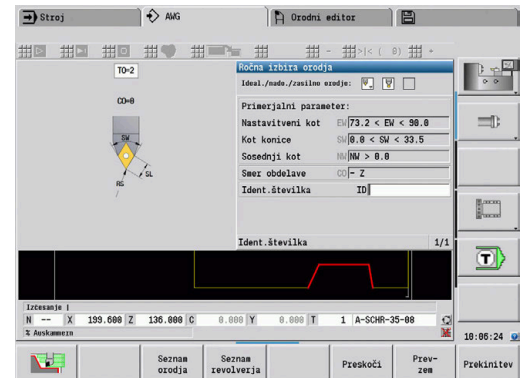 Stroj
AWG
Orodni editor
TO=2
CO=0
SW
SL
RS
Ročna izbira orodja
Ideal./nado./zasilno orodje:
Primerjalni parameter:
Nastavitveni kot EW 73.2 < EW < 90.0
Kot konice SW 0.0 < SW < 33.5
Sosednji kot NW NW > 0.0
Smer obdelave CO - Z
Ident.številka ID
Ident.številka 1/1
Izčesanje |
N -- X 199.600 Z 136.000 C 0.000 Y 0.000 T 1 A-SCHR-35-08
% Auskammern
10:06:24
Seznam orodja
Seznam revolverja
Preskoči
Prev-zem
Prekinitev